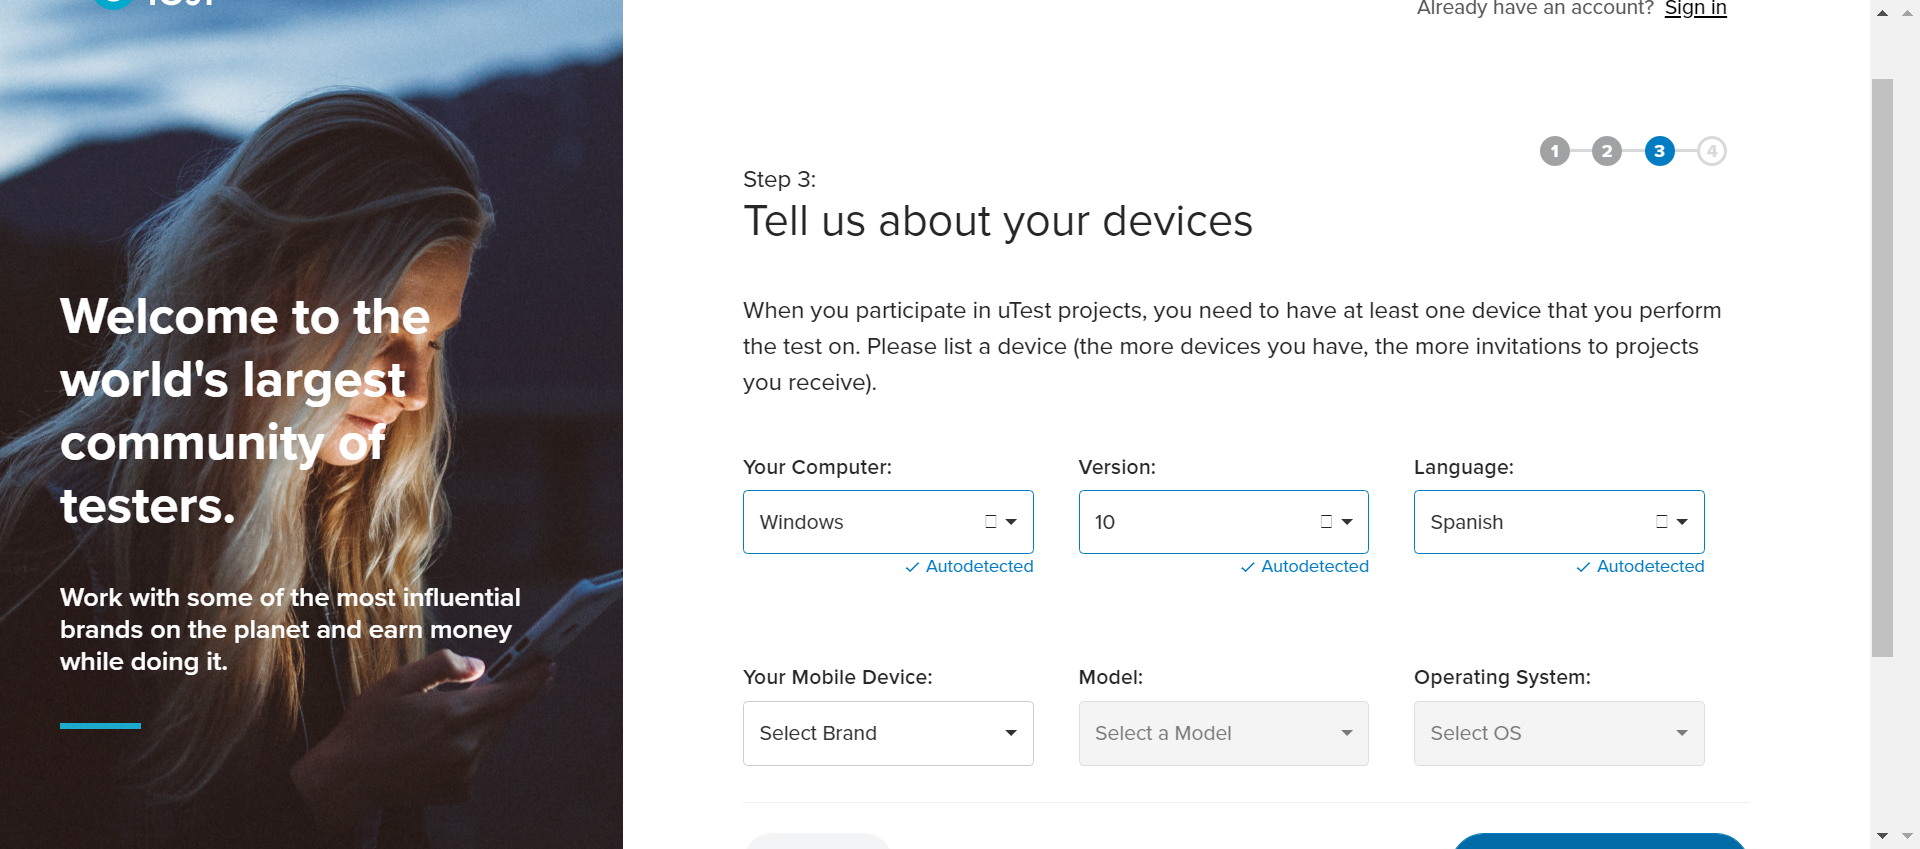 Already have an account? Sign in
1 2 3 4
Step 3:
Tell us about your devices
Welcome to the
world's largest
community of
testers.
Work with some of the most influential
brands on the planet and earn money
while doing it.
When you participate in uTest projects, you need to have at least one device that you perform
the test on. Please list a device (the more devices you have, the more invitations to projects
you receive).
Your Computer: Version: Language:
Windows 10 Spanish
Autodetected Autodetected Autodetected
Your Mobile Device: Model: Operating System:
Select Brand Select a Model Select OS